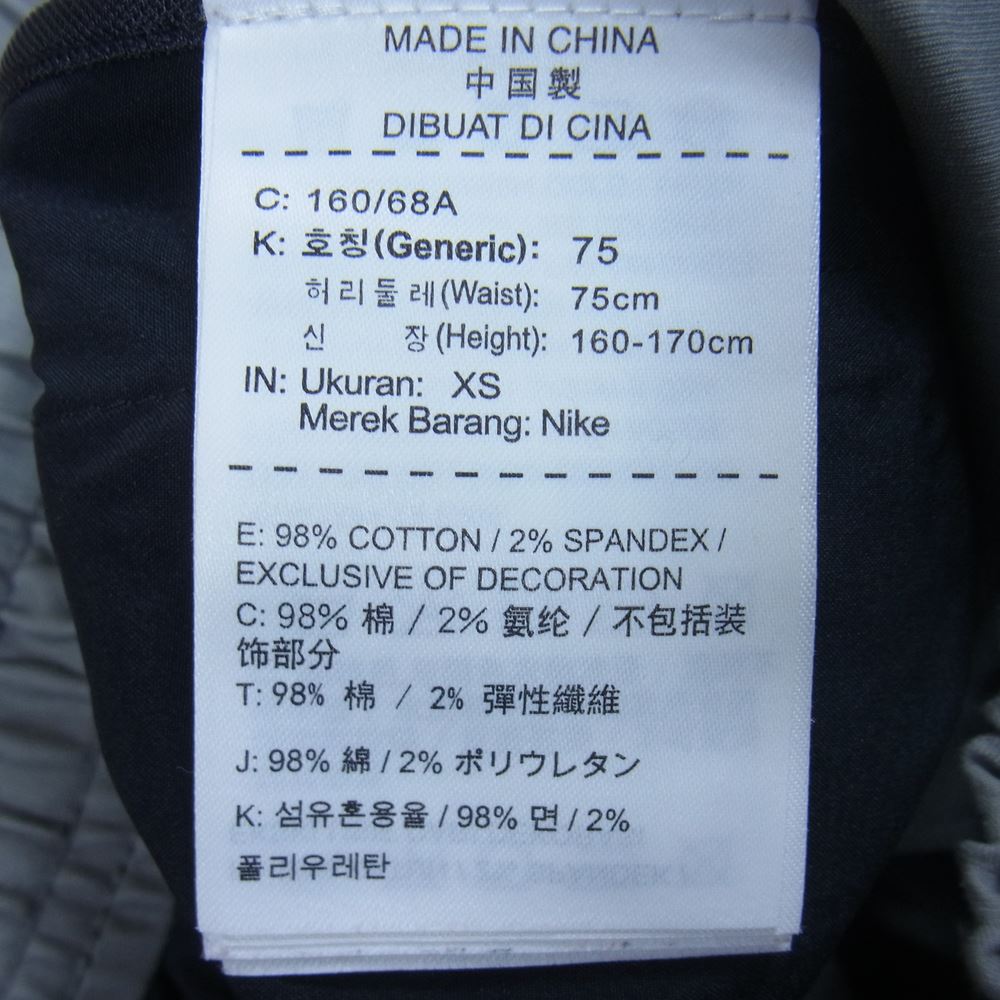 MADE IN CHINA
中国製
DIBUAT DI CINA
C: 160/68A
K: 호칭(Generic): 75
허리둘레(Waist): 75cm
신 장(Height): 160-170cm
IN: Ukuran: XS
Merek Barang: Nike
E: 98% COTTON / 2% SPANDEX /
EXCLUSIVE OF DECORATION
C: 98% 棉 / 2% 氨纶 / 不包括装
饰部分
T: 98% 棉 / 2% 彈性纖維
J: 98% 綿 / 2% ポリウレタン
K: 섬유혼용율 / 98% 면 / 2%
폴리우레탄